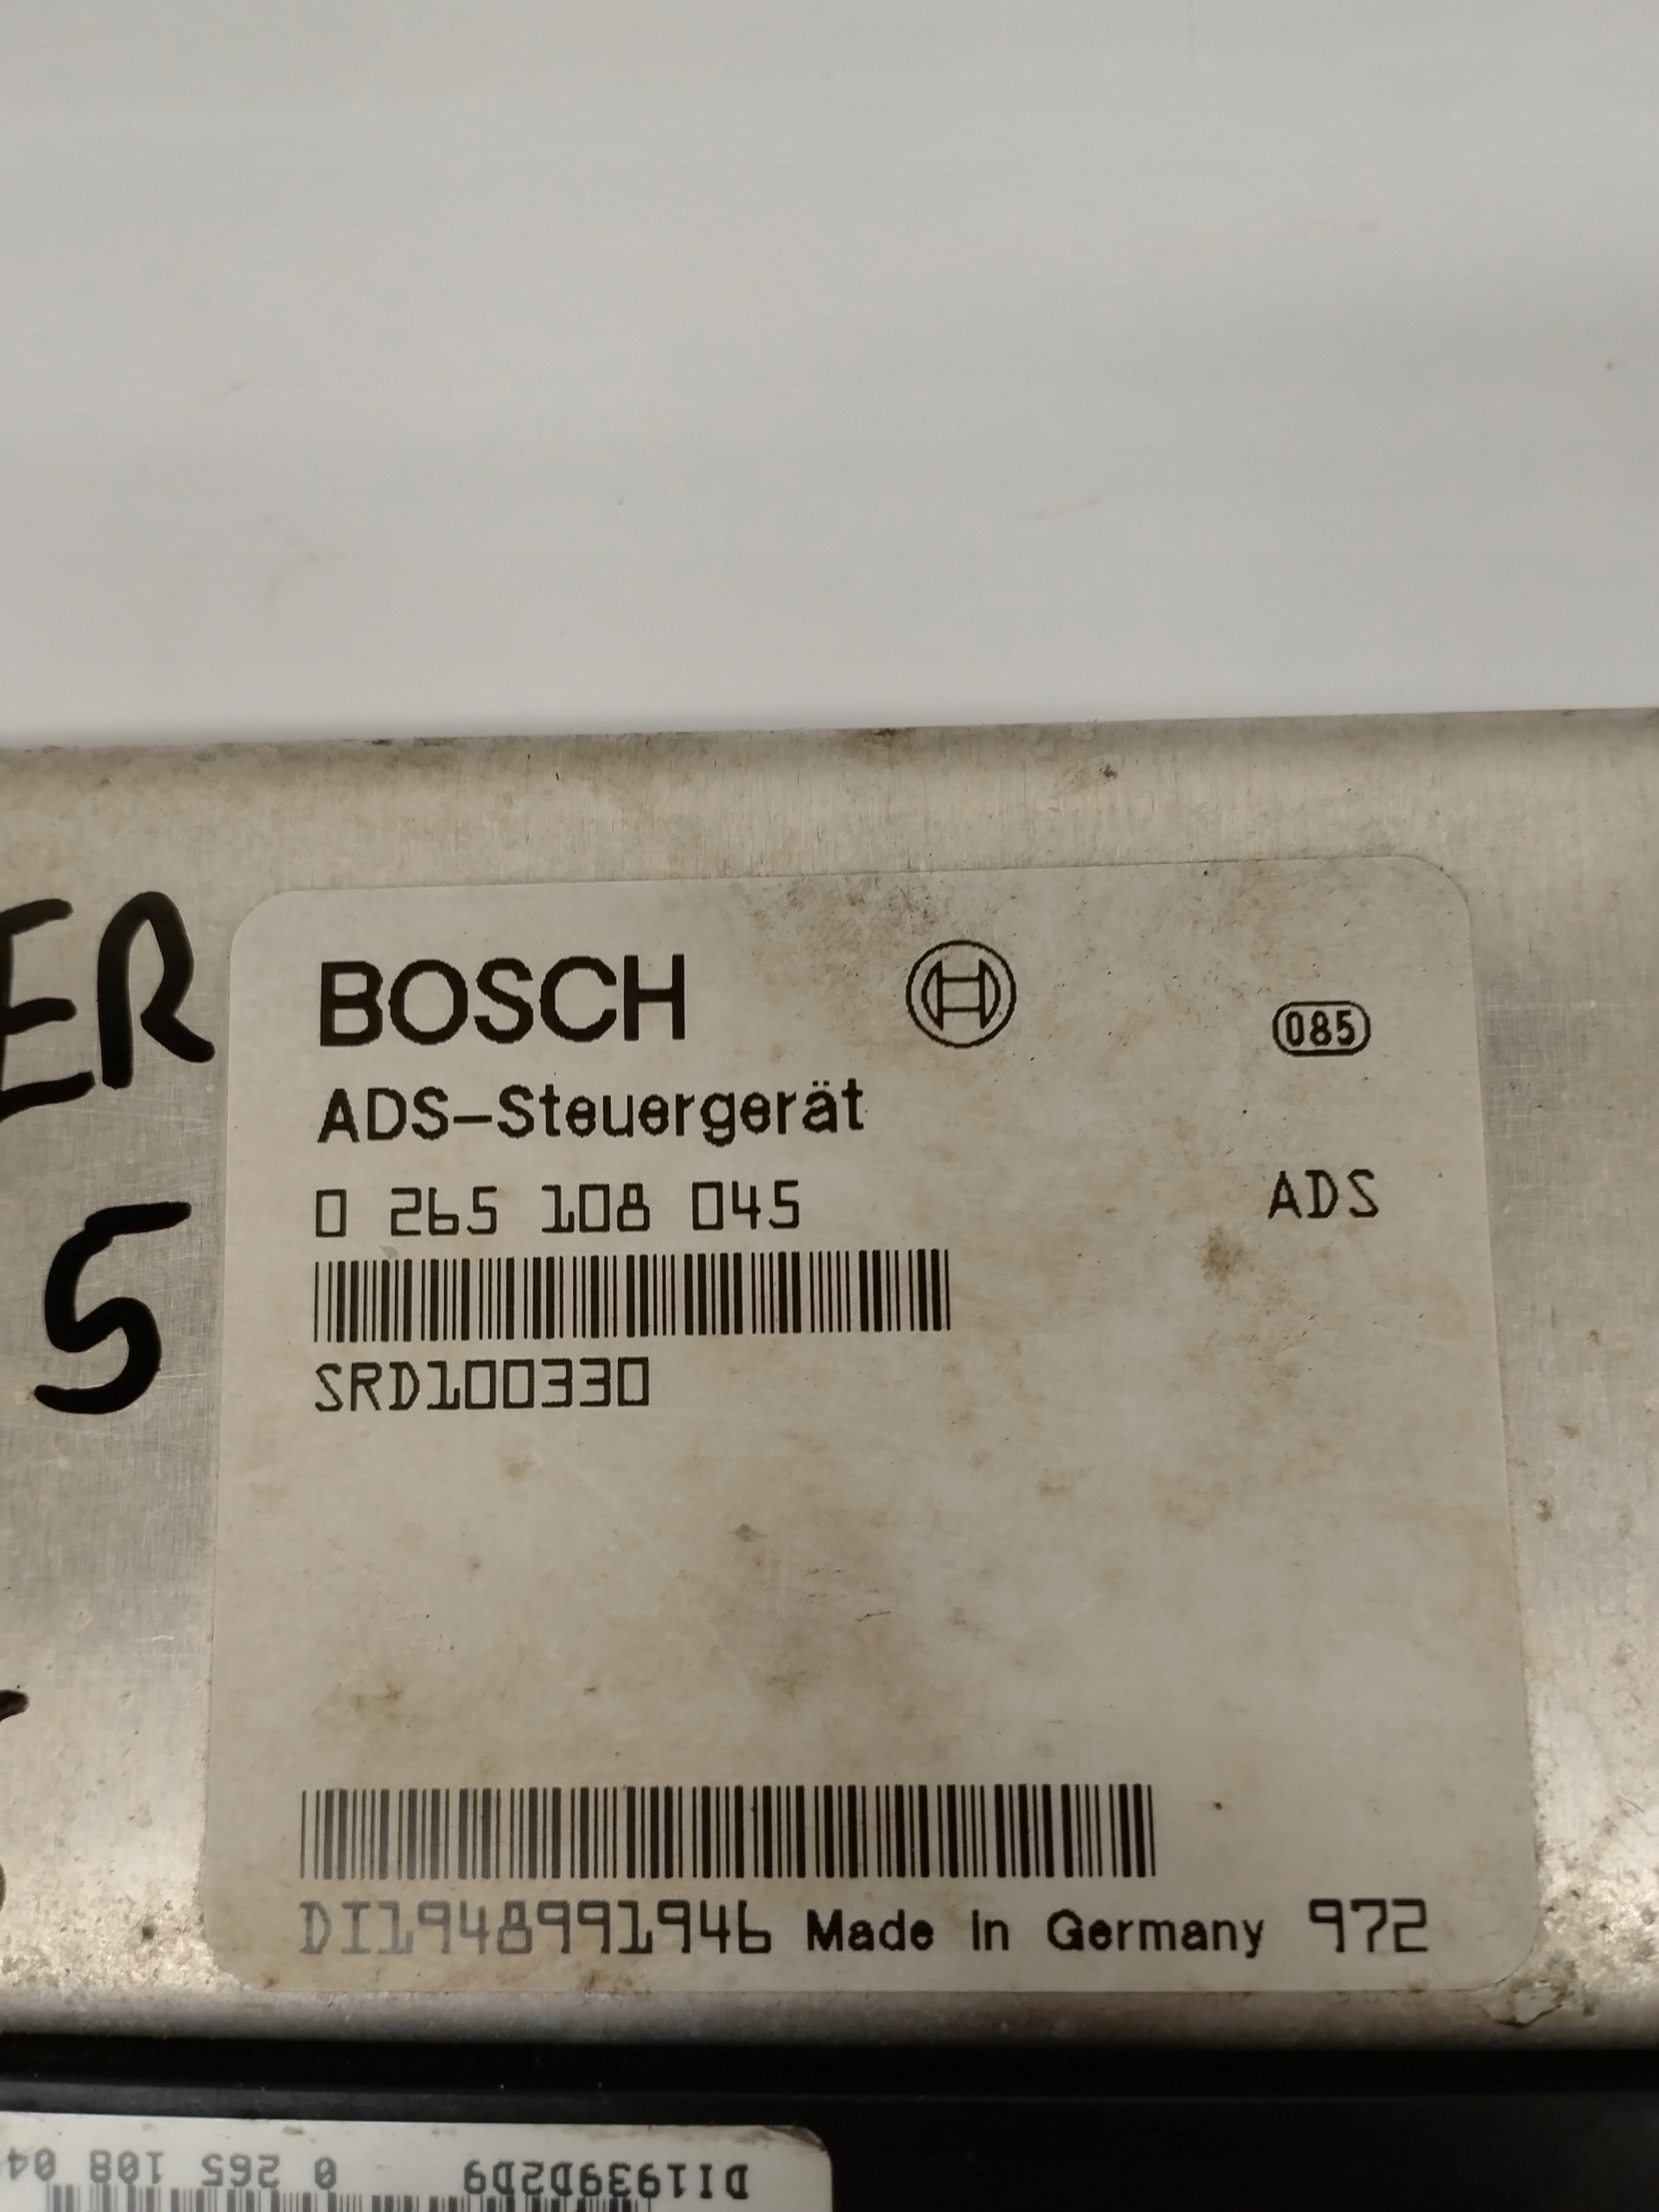 ER
5
BOSCH
085
ADS-Steuergerät
0 265 108 045
ADS
SRD100330
DI1948991946 Made in Germany 972
DI1939D2D9 0 265 108 04